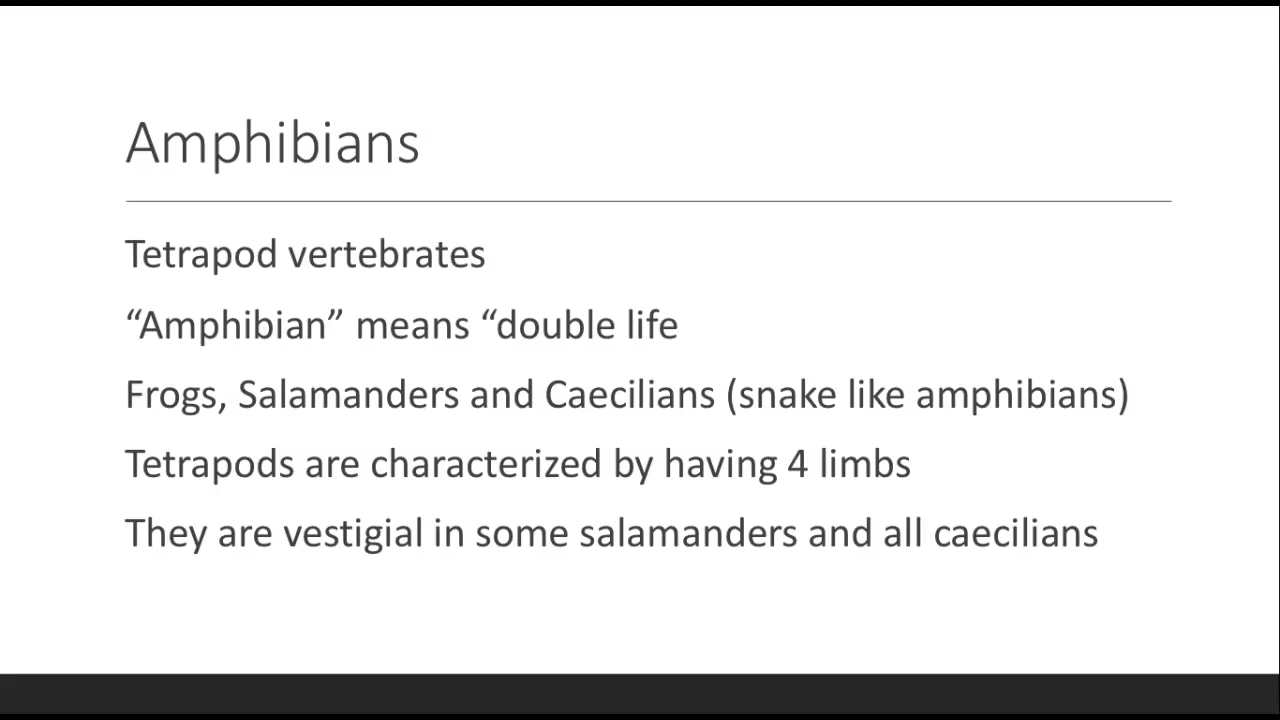 Amphibians
Tetrapod vertebrates
“Amphibian” means “double life
Frogs, Salamanders and Caecilians (snake like amphibians)
Tetrapods are characterized by having 4 limbs
They are vestigial in some salamanders and all caecilians